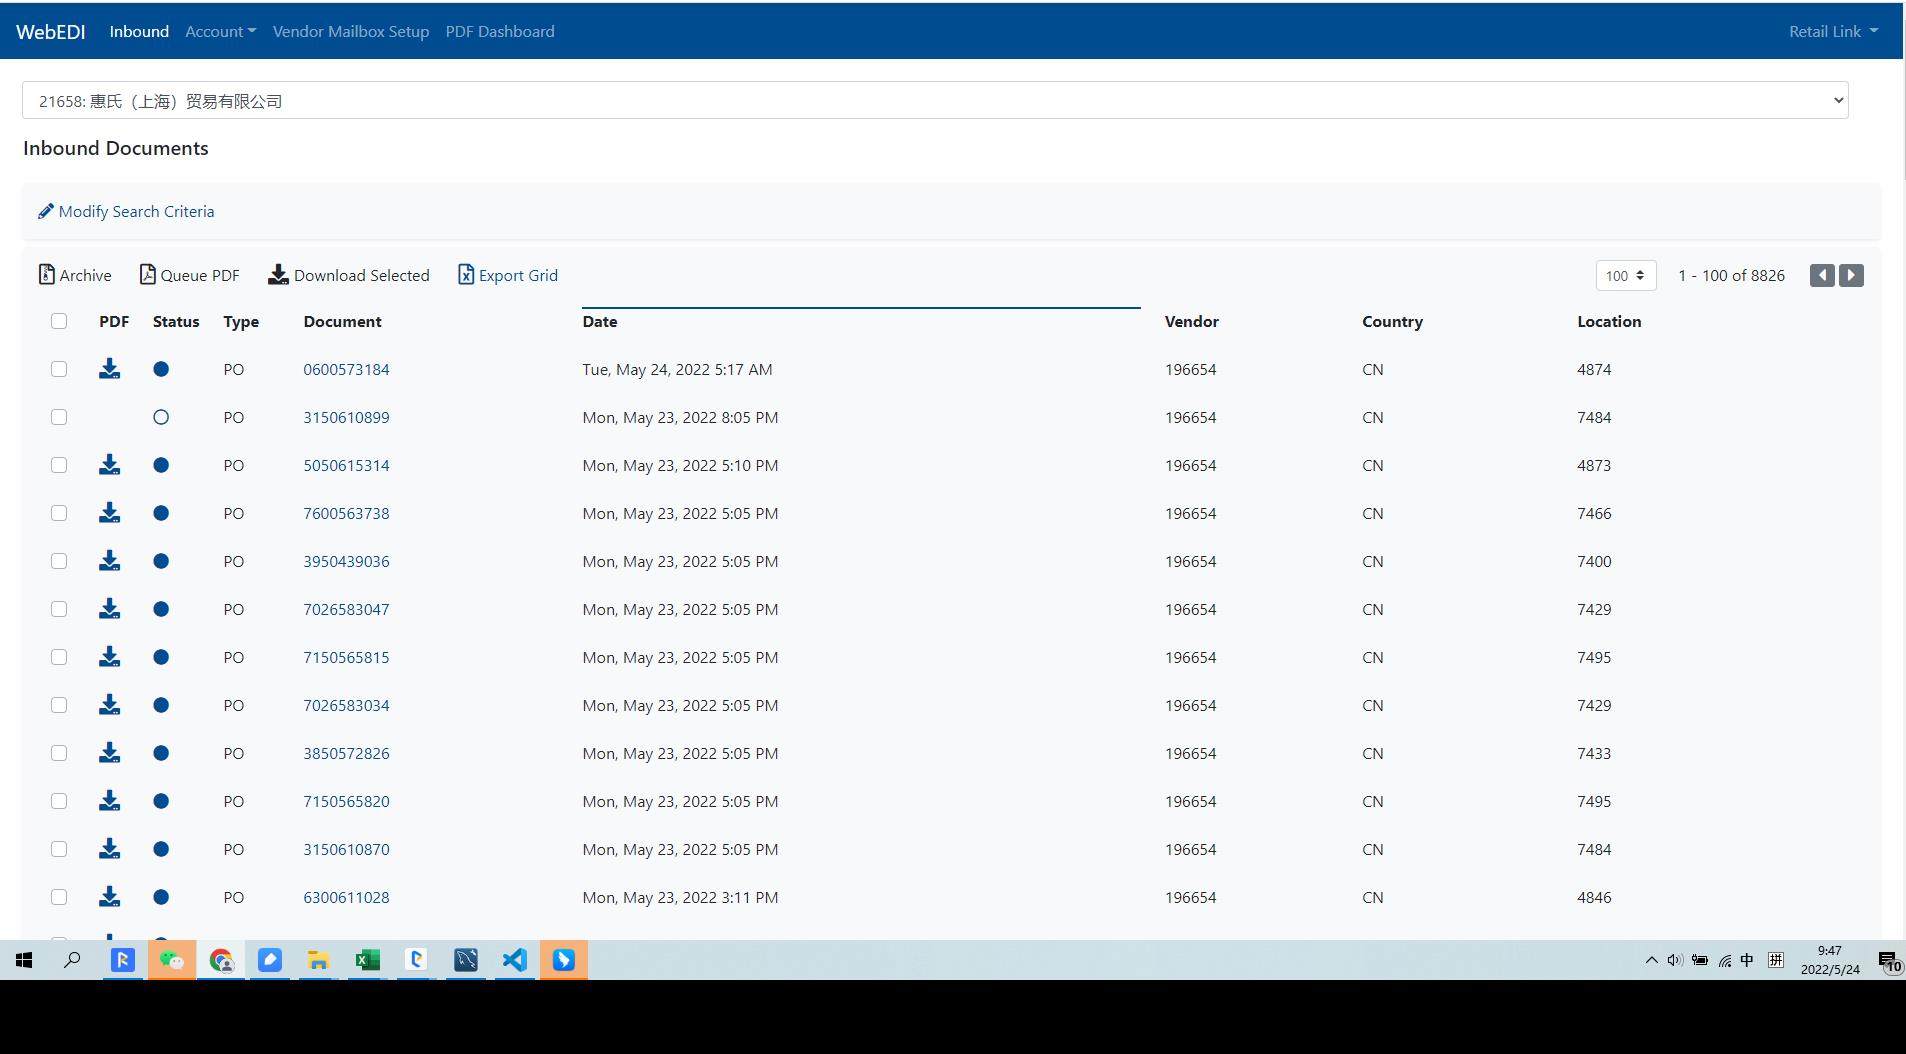 WebEDI Inbound Account Vendor Mailbox Setup PDF Dashboard Retail Link
21658: 惠氏（上海）贸易有限公司
Inbound Documents
Modify Search Criteria
Archive Queue PDF Download Selected Export Grid 100 1 - 100 of 8826
PDF Status Type Document Date Vendor Country Location
PO 0600573184 Tue, May 24, 2022 5:17 AM 196654 CN 4874
PO 3150610899 Mon, May 23, 2022 8:05 PM 196654 CN 7484
PO 5050615314 Mon, May 23, 2022 5:10 PM 196654 CN 4873
PO 7600563738 Mon, May 23, 2022 5:05 PM 196654 CN 7466
PO 3950439036 Mon, May 23, 2022 5:05 PM 196654 CN 7400
PO 7026583047 Mon, May 23, 2022 5:05 PM 196654 CN 7429
PO 7150565815 Mon, May 23, 2022 5:05 PM 196654 CN 7495
PO 7026583034 Mon, May 23, 2022 5:05 PM 196654 CN 7429
PO 3850572826 Mon, May 23, 2022 5:05 PM 196654 CN 7433
PO 7150565820 Mon, May 23, 2022 5:05 PM 196654 CN 7495
PO 3150610870 Mon, May 23, 2022 5:05 PM 196654 CN 7484
PO 6300611028 Mon, May 23, 2022 3:11 PM 196654 CN 4846
中 拼 9:47
2022/5/24 10